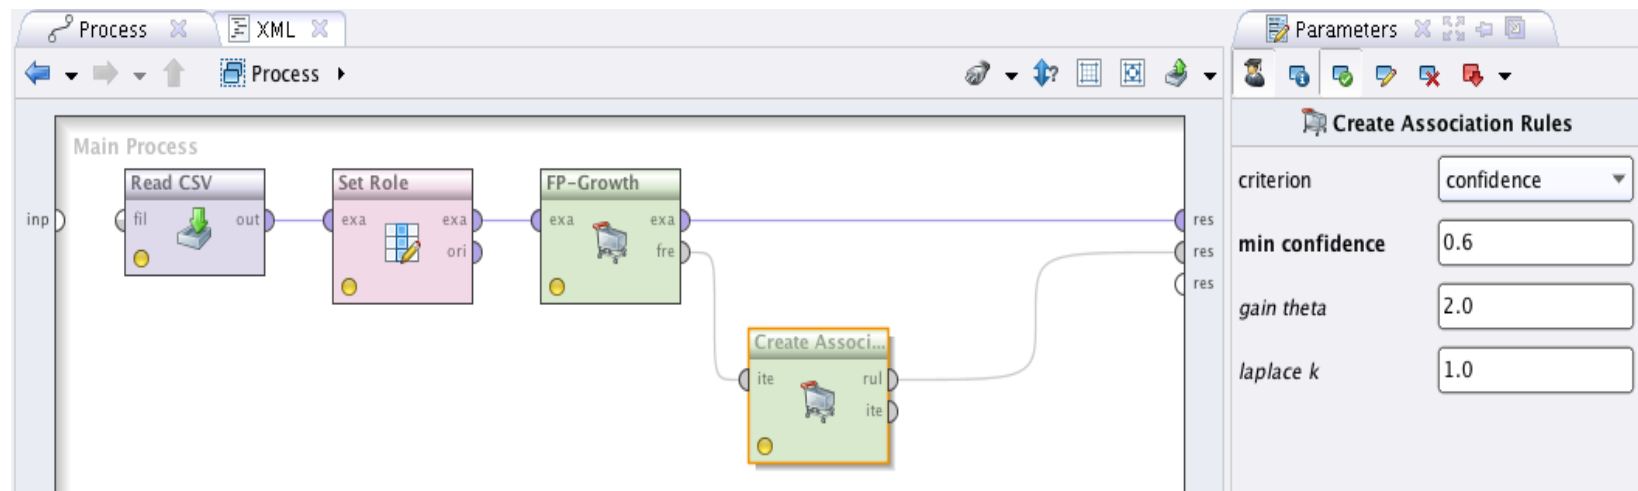 Process
XML
Parameters
Process
Create Association Rules
Main Process
Read CSV
Set Role
FP-Growth
criterion
confidence
inp
fil
out
exa
exa
exa
exa
res
ori
fre
res
min confidence
0.6
res
gain theta
2.0
Create Associ...
ite
rul
laplace k
1.0
ite